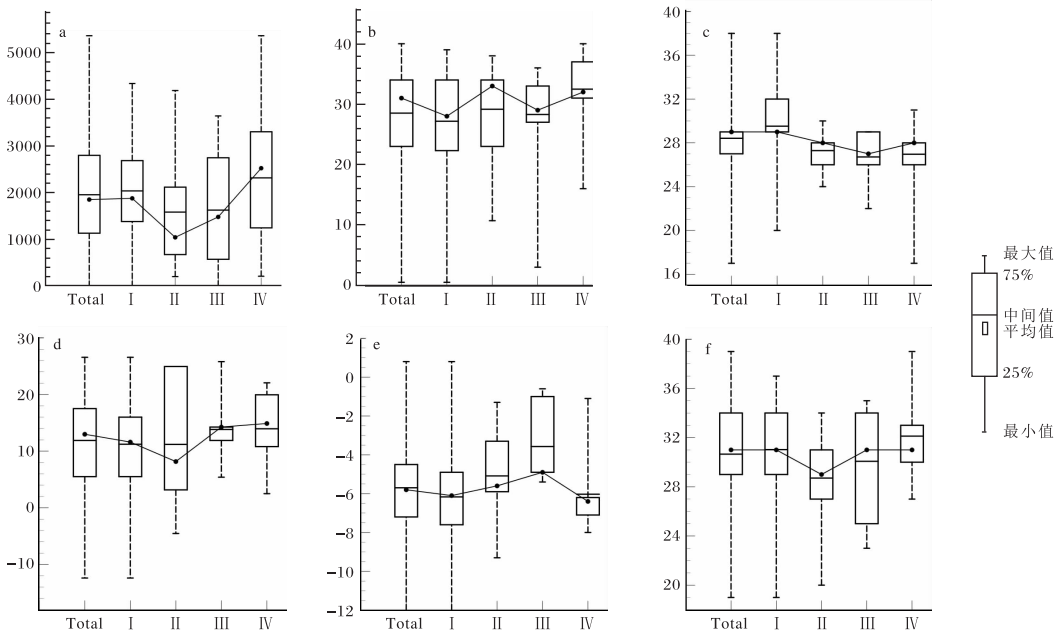 a
5000
4000
3000
2000
1000
0
Total I II III IV
b
40
30
20
10
0
Total I II III IV
c
40
36
32
28
24
20
16
Total I II III IV
最大值
75%
中间值
平均值
25%
最小值
d
30
20
10
0
−10
Total I II III IV
e
2
0
−2
−4
−6
−8
−10
−12
Total I II III IV
f
40
36
32
28
24
20
Total I II III IV